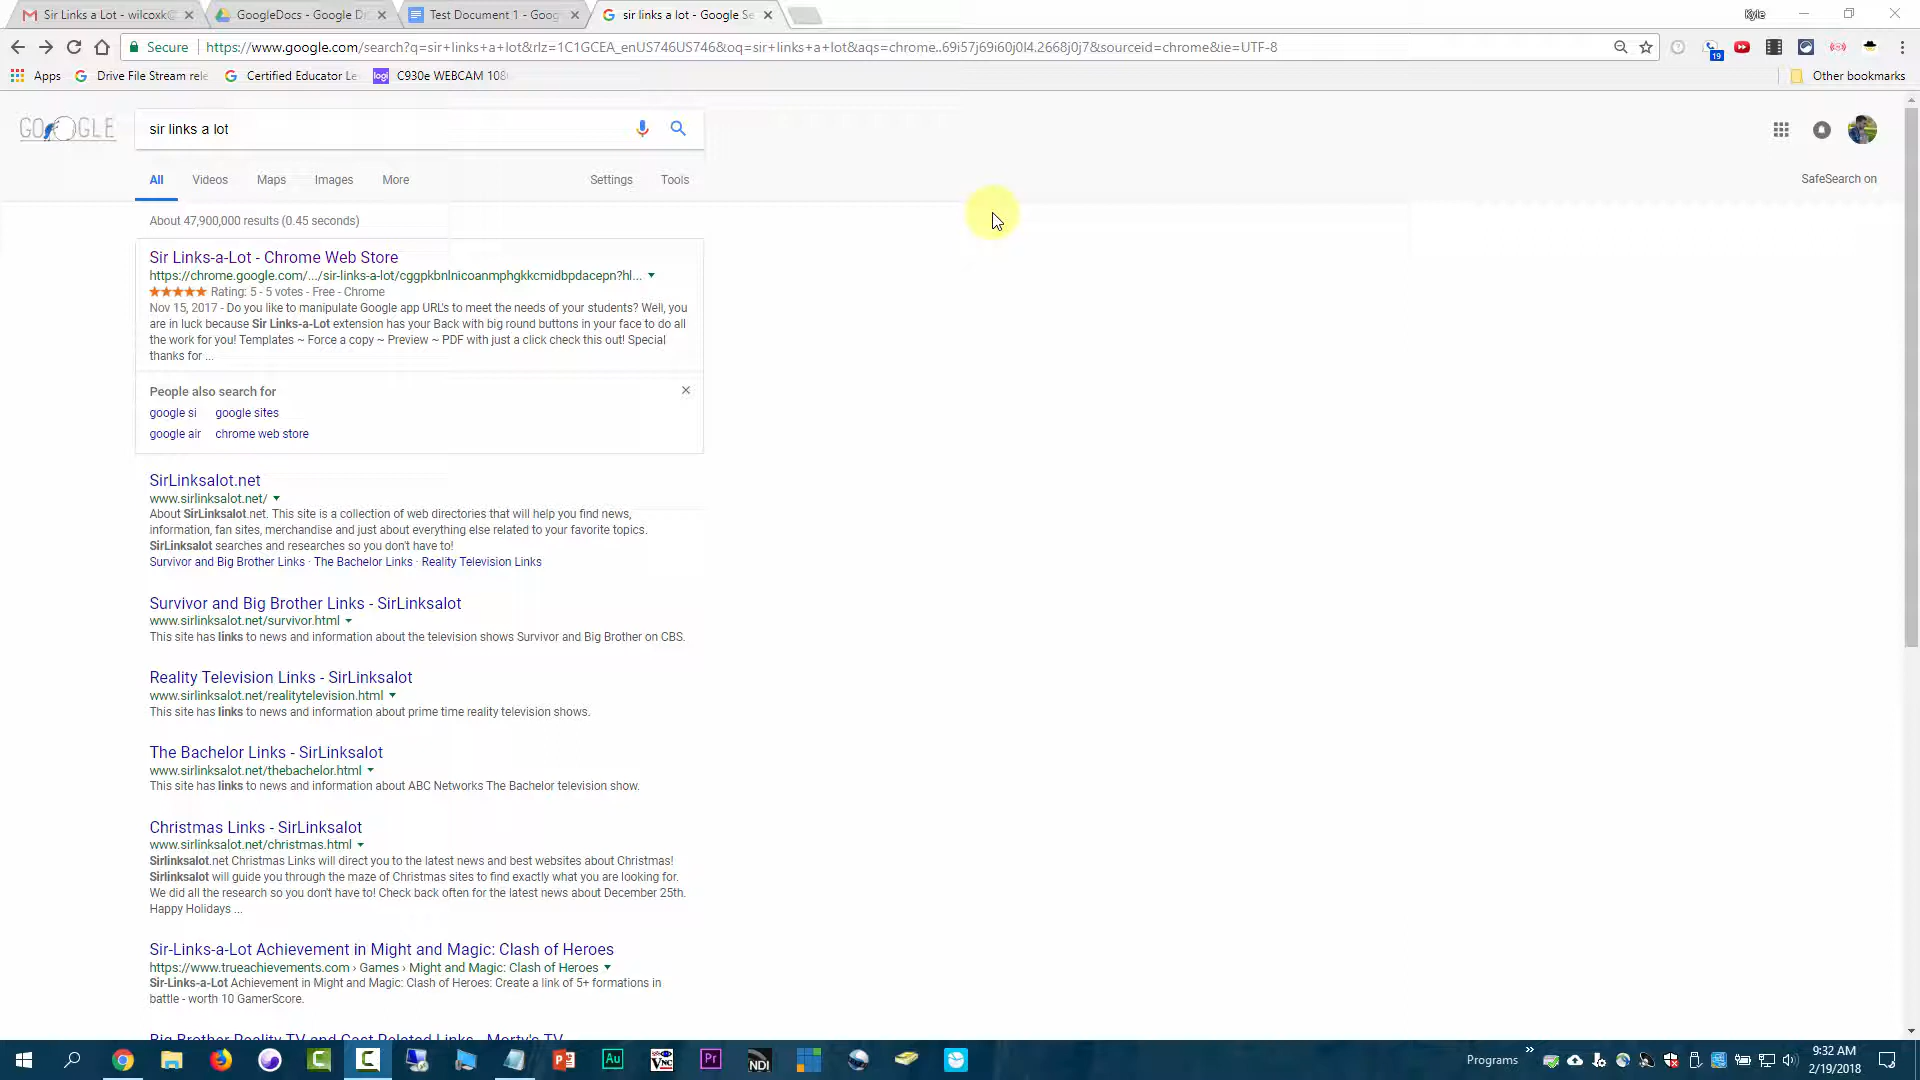 Sir Links a Lot - wilcoxk
GoogleDocs - Google Dri
Test Document 1 - Goog
sir links a lot - Google Se
Kyle
Secure
https://www.google.com/search?q=sir+links+a+lot&rlz=1C1GCEA_enUS746US746&oq=sir+links+a+lot&aqs=chrome..69i57j69i60j0l4.2668j0j7&sourceid=chrome&ie=UTF-8
19
Apps
Drive File Stream rele
Certified Educator Le
logi
C930e WEBCAM 108
Other bookmarks
GOOGLE
sir links a lot
All
Videos
Maps
Images
More
Settings
Tools
SafeSearch on
About 47,900,000 results (0.45 seconds)
Sir Links-a-Lot - Chrome Web Store
https://chrome.google.com/.../sir-links-a-lot/cggpkbnlnicoanmphgkkcmidbpdacepn?hl...
Rating: 5 - 5 votes - Free - Chrome
Nov 15, 2017 - Do you like to manipulate Google app URL's to meet the needs of your students? Well, you
are in luck because Sir Links-a-Lot extension has your Back with big round buttons in your face to do all
the work for you! Templates ~ Force a copy ~ Preview ~ PDF with just a click check this out! Special
thanks for ...
People also search for
google si
google sites
google air
chrome web store
SirLinksalot.net
www.sirlinksalot.net/
About SirLinksalot.net. This site is a collection of web directories that will help you find news,
information, fan sites, merchandise and just about everything else related to your favorite topics.
SirLinksalot searches and researches so you don't have to!
Survivor and Big Brother Links · The Bachelor Links · Reality Television Links
Survivor and Big Brother Links - SirLinksalot
www.sirlinksalot.net/survivor.html
This site has links to news and information about the television shows Survivor and Big Brother on CBS.
Reality Television Links - SirLinksalot
www.sirlinksalot.net/realitytelevision.html
This site has links to news and information about prime time reality television shows.
The Bachelor Links - SirLinksalot
www.sirlinksalot.net/thebachelor.html
This site has links to news and information about ABC Networks The Bachelor television show.
Christmas Links - SirLinksalot
www.sirlinksalot.net/christmas.html
Sirlinksalot.net Christmas Links will direct you to the latest news and best websites about Christmas!
Sirlinksalot will guide you through the maze of Christmas sites to find exactly what you are looking for.
We did all the research so you don't have to! Check back often for the latest news about December 25th.
Happy Holidays ...
Sir-Links-a-Lot Achievement in Might and Magic: Clash of Heroes
https://www.trueachievements.com › Games › Might and Magic: Clash of Heroes
Sir-Links-a-Lot Achievement in Might and Magic: Clash of Heroes: Create a link of 5+ formations in
battle - worth 10 GamerScore.
Big Brother Reality TV and Cast Related Links - Morty's TV
Au
Pr
NDI
Programs
9:32 AM
2/19/2018